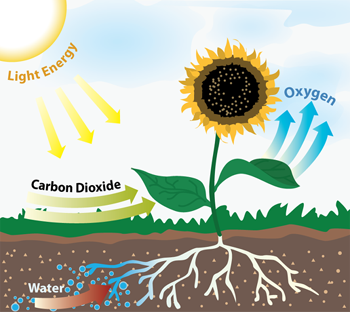 Light Energy
Oxygen
Carbon Dioxide
Water